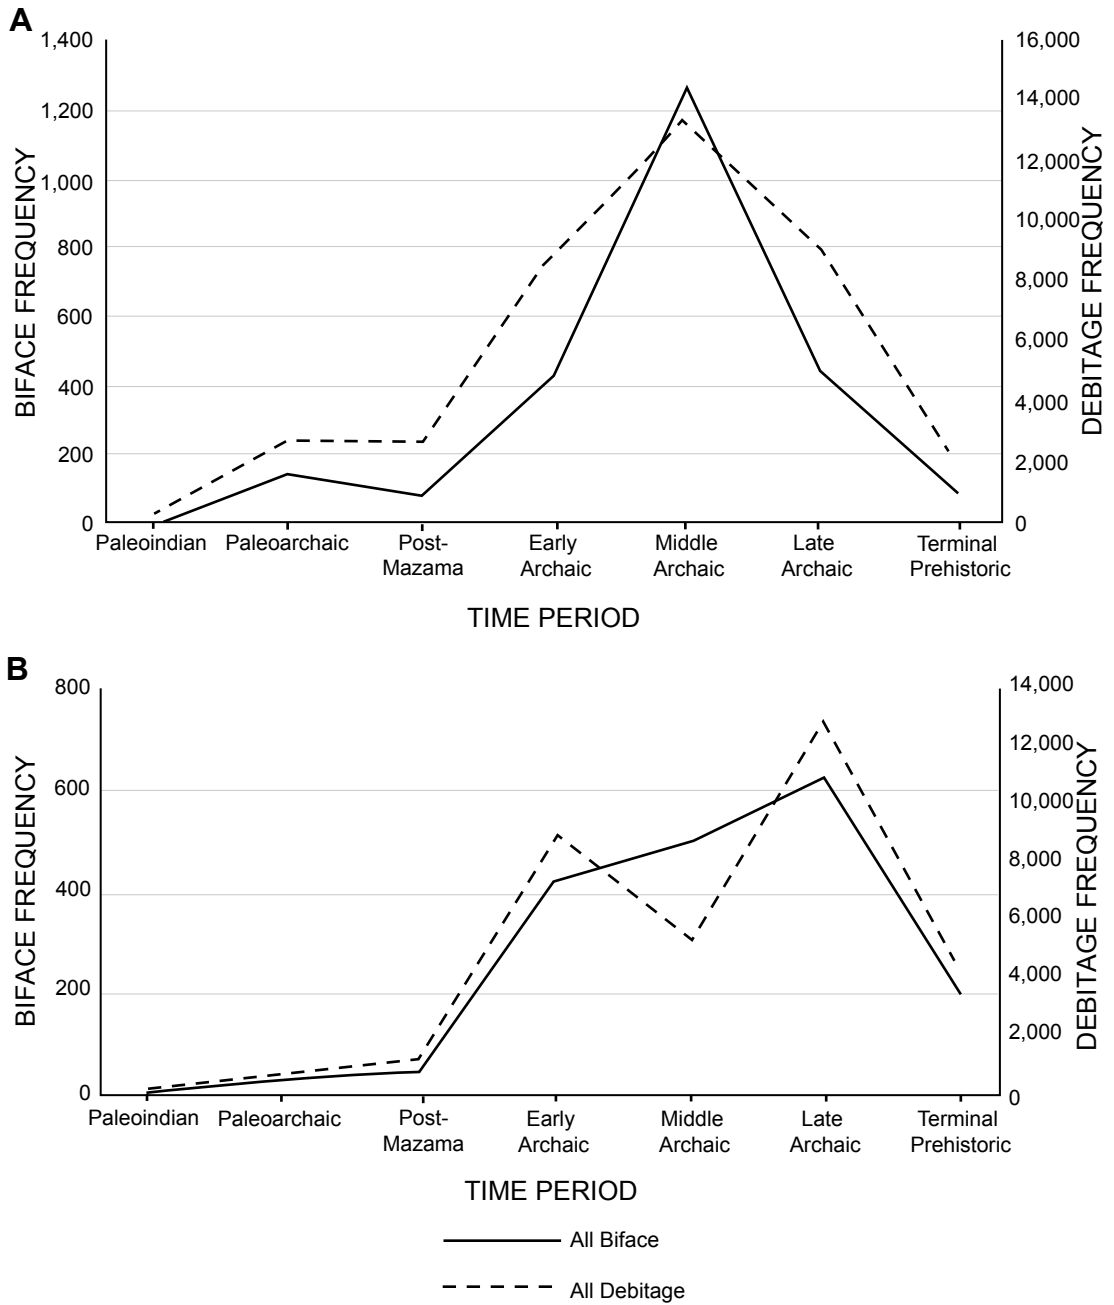 A
1,400
1,200
1,000
800
600
400
200
0
BIFACE FREQUENCY
16,000
14,000
12,000
10,000
8,000
6,000
4,000
2,000
0
DEBITAGE FREQUENCY
Paleoindian
Paleoarchaic
Post-
Mazama
Early
Archaic
Middle
Archaic
Late
Archaic
Terminal
Prehistoric
TIME PERIOD
B
800
600
400
200
0
BIFACE FREQUENCY
14,000
12,000
10,000
8,000
6,000
4,000
2,000
0
DEBITAGE FREQUENCY
Paleoindian
Paleoarchaic
Post-
Mazama
Early
Archaic
Middle
Archaic
Late
Archaic
Terminal
Prehistoric
TIME PERIOD
All Biface
All Debitage